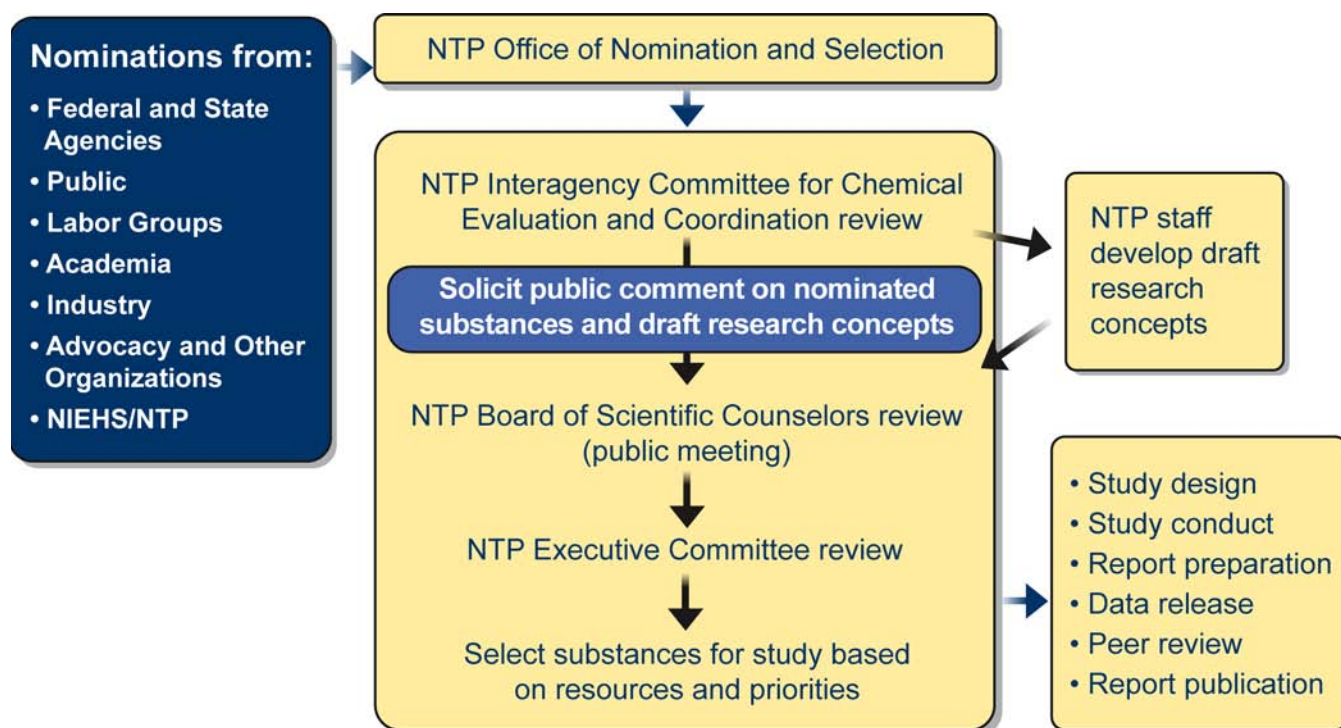 Nominations from:
• Federal and State
Agencies
• Public
• Labor Groups
• Academia
• Industry
• Advocacy and Other
Organizations
• NIEHS/NTP
NTP Office of Nomination and Selection
NTP Interagency Committee for Chemical
Evaluation and Coordination review
Solicit public comment on nominated
substances and draft research concepts
NTP Board of Scientific Counselors review
(public meeting)
NTP Executive Committee review
Select substances for study based
on resources and priorities
NTP staff
develop draft
research
concepts
• Study design
• Study conduct
• Report preparation
• Data release
• Peer review
• Report publication